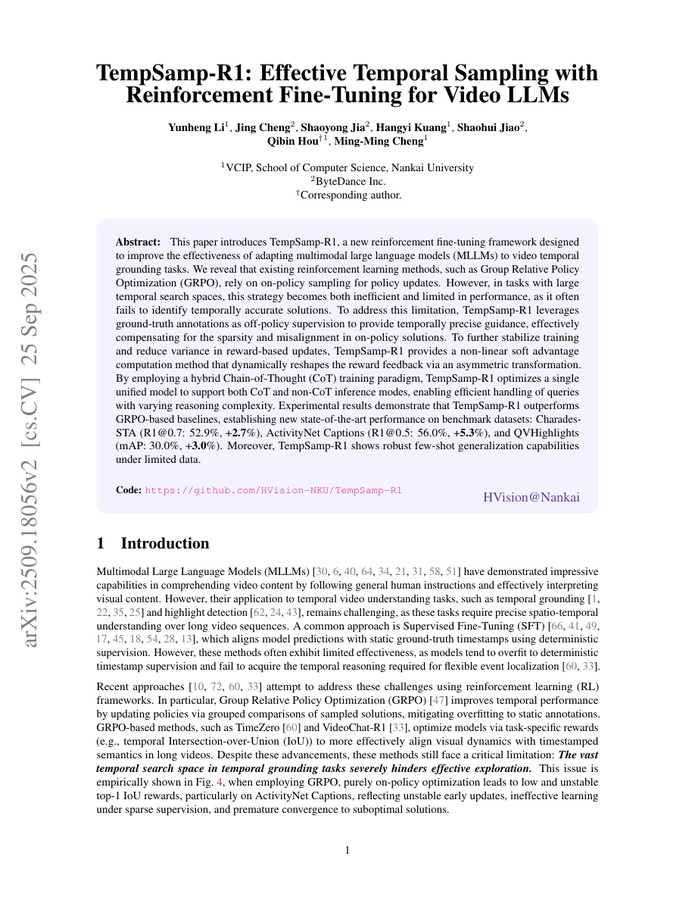 TempSamp-R1: Effective Temporal Sampling with
Reinforcement Fine-Tuning for Video LLMs
Yunheng Li1, Jing Cheng2, Shaoyong Jia2, Hangyi Kuang1, Shaohui Jiao2,
Qibin Hou†1, Ming-Ming Cheng1
1VCIP, School of Computer Science, Nankai University
2ByteDance Inc.
†Corresponding author.
Abstract: This paper introduces TempSamp-R1, a new reinforcement fine-tuning framework designed
to improve the effectiveness of adapting multimodal large language models (MLLMs) to video temporal
grounding tasks. We reveal that existing reinforcement learning methods, such as Group Relative Policy
Optimization (GRPO), rely on on-policy sampling for policy updates. However, in tasks with large
temporal search spaces, this strategy becomes both inefficient and limited in performance, as it often
fails to identify temporally accurate solutions. To address this limitation, TempSamp-R1 leverages
ground-truth annotations as off-policy supervision to provide temporally precise guidance, effectively
compensating for the sparsity and misalignment in on-policy solutions. To further stabilize training
and reduce variance in reward-based updates, TempSamp-R1 provides a non-linear soft advantage
computation method that dynamically reshapes the reward feedback via an asymmetric transformation.
By employing a hybrid Chain-of-Thought (CoT) training paradigm, TempSamp-R1 optimizes a single
unified model to support both CoT and non-CoT inference modes, enabling efficient handling of queries
with varying reasoning complexity. Experimental results demonstrate that TempSamp-R1 outperforms
GRPO-based baselines, establishing new state-of-the-art performance on benchmark datasets: Charades-
STA (R1@0.7: 52.9%, +2.7%), ActivityNet Captions (R1@0.5: 56.0%, +5.3%), and QVHighlights
(mAP: 30.0%, +3.0%). Moreover, TempSamp-R1 shows robust few-shot generalization capabilities
under limited data.
Code: https://github.com/HVision-NKU/TempSamp-R1
HVision@Nankai
1 Introduction
Multimodal Large Language Models (MLLMs) [30, 6, 40, 64, 34, 21, 31, 58, 51] have demonstrated impressive
capabilities in comprehending video content by following general human instructions and effectively interpreting
visual content. However, their application to temporal video understanding tasks, such as temporal grounding [1,
22, 35, 25] and highlight detection [62, 24, 43], remains challenging, as these tasks require precise spatio-temporal
understanding over long video sequences. A common approach is Supervised Fine-Tuning (SFT) [66, 41, 49,
17, 45, 18, 54, 28, 13], which aligns model predictions with static ground-truth timestamps using deterministic
supervision. However, these methods often exhibit limited effectiveness, as models tend to overfit to deterministic
timestamp supervision and fail to acquire the temporal reasoning required for flexible event localization [60, 33].
Recent approaches [10, 72, 60, 33] attempt to address these challenges using reinforcement learning (RL)
frameworks. In particular, Group Relative Policy Optimization (GRPO) [47] improves temporal performance
by updating policies via grouped comparisons of sampled solutions, mitigating overfitting to static annotations.
GRPO-based methods, such as TimeZero [60] and VideoChat-R1 [33], optimize models via task-specific rewards
(e.g., temporal Intersection-over-Union (IoU)) to more effectively align visual dynamics with timestamped
semantics in long videos. Despite these advancements, these methods still face a critical limitation: The vast
temporal search space in temporal grounding tasks severely hinders effective exploration. This issue is
empirically shown in Fig. 4, when employing GRPO, purely on-policy optimization leads to low and unstable
top-1 IoU rewards, particularly on ActivityNet Captions, reflecting unstable early updates, ineffective learning
under sparse supervision, and premature convergence to suboptimal solutions.
1
arXiv:2509.18056v2 [cs.CV] 25 Sep 2025